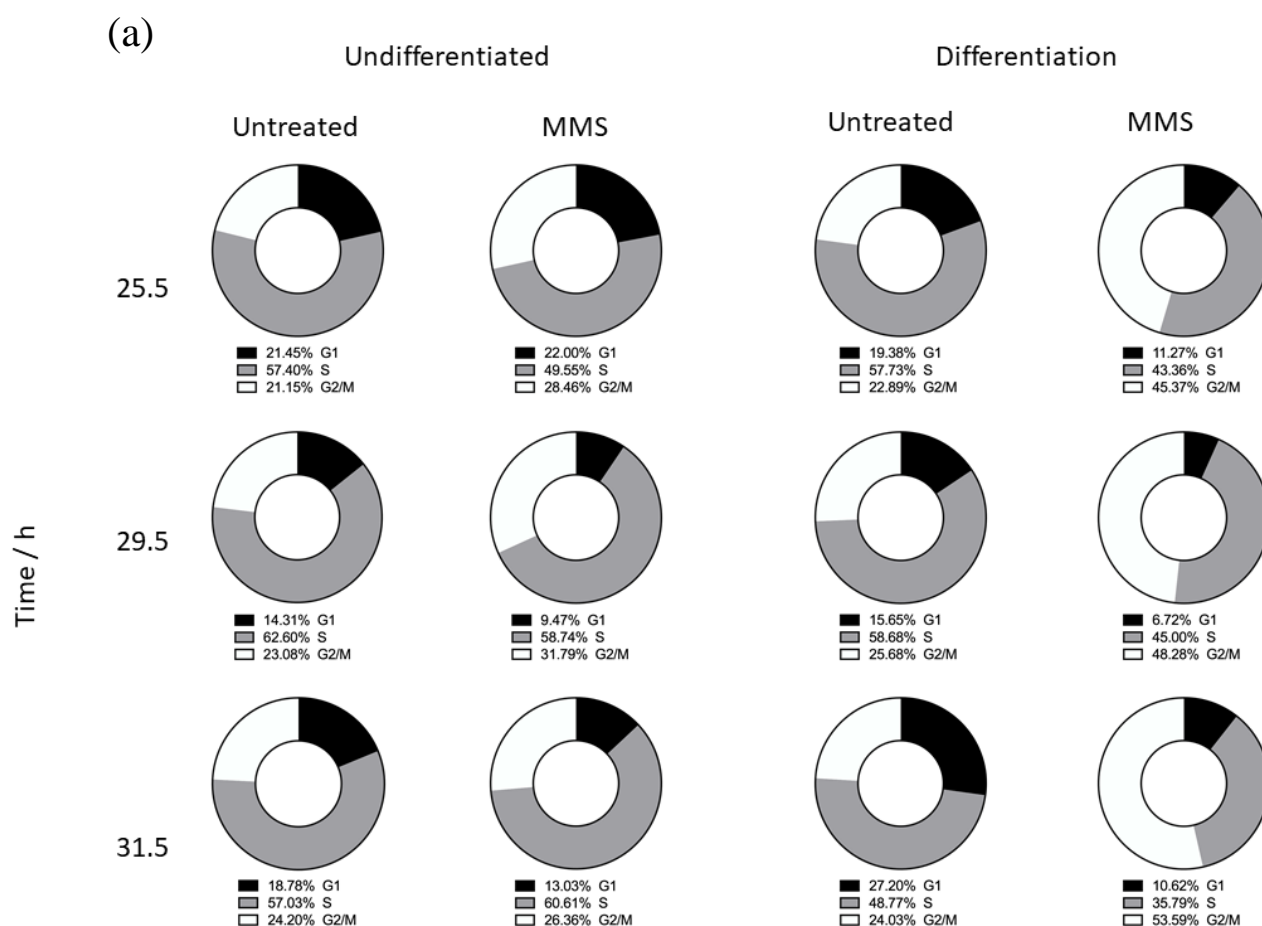 (a)
Undifferentiated Differentiation
Untreated MMS Untreated MMS
25.5
21.45% G1 22.00% G1 19.38% G1 11.27% G1
57.40% S 49.55% S 57.73% S 43.36% S
21.15% G2/M 28.46% G2/M 22.89% G2/M 45.37% G2/M
Time / h
29.5
14.31% G1 9.47% G1 15.65% G1 6.72% G1
62.60% S 58.74% S 58.68% S 45.00% S
23.08% G2/M 31.79% G2/M 25.68% G2/M 48.28% G2/M
31.5
18.78% G1 13.03% G1 27.20% G1 10.62% G1
57.03% S 60.61% S 48.77% S 35.79% S
24.20% G2/M 26.36% G2/M 24.03% G2/M 53.59% G2/M